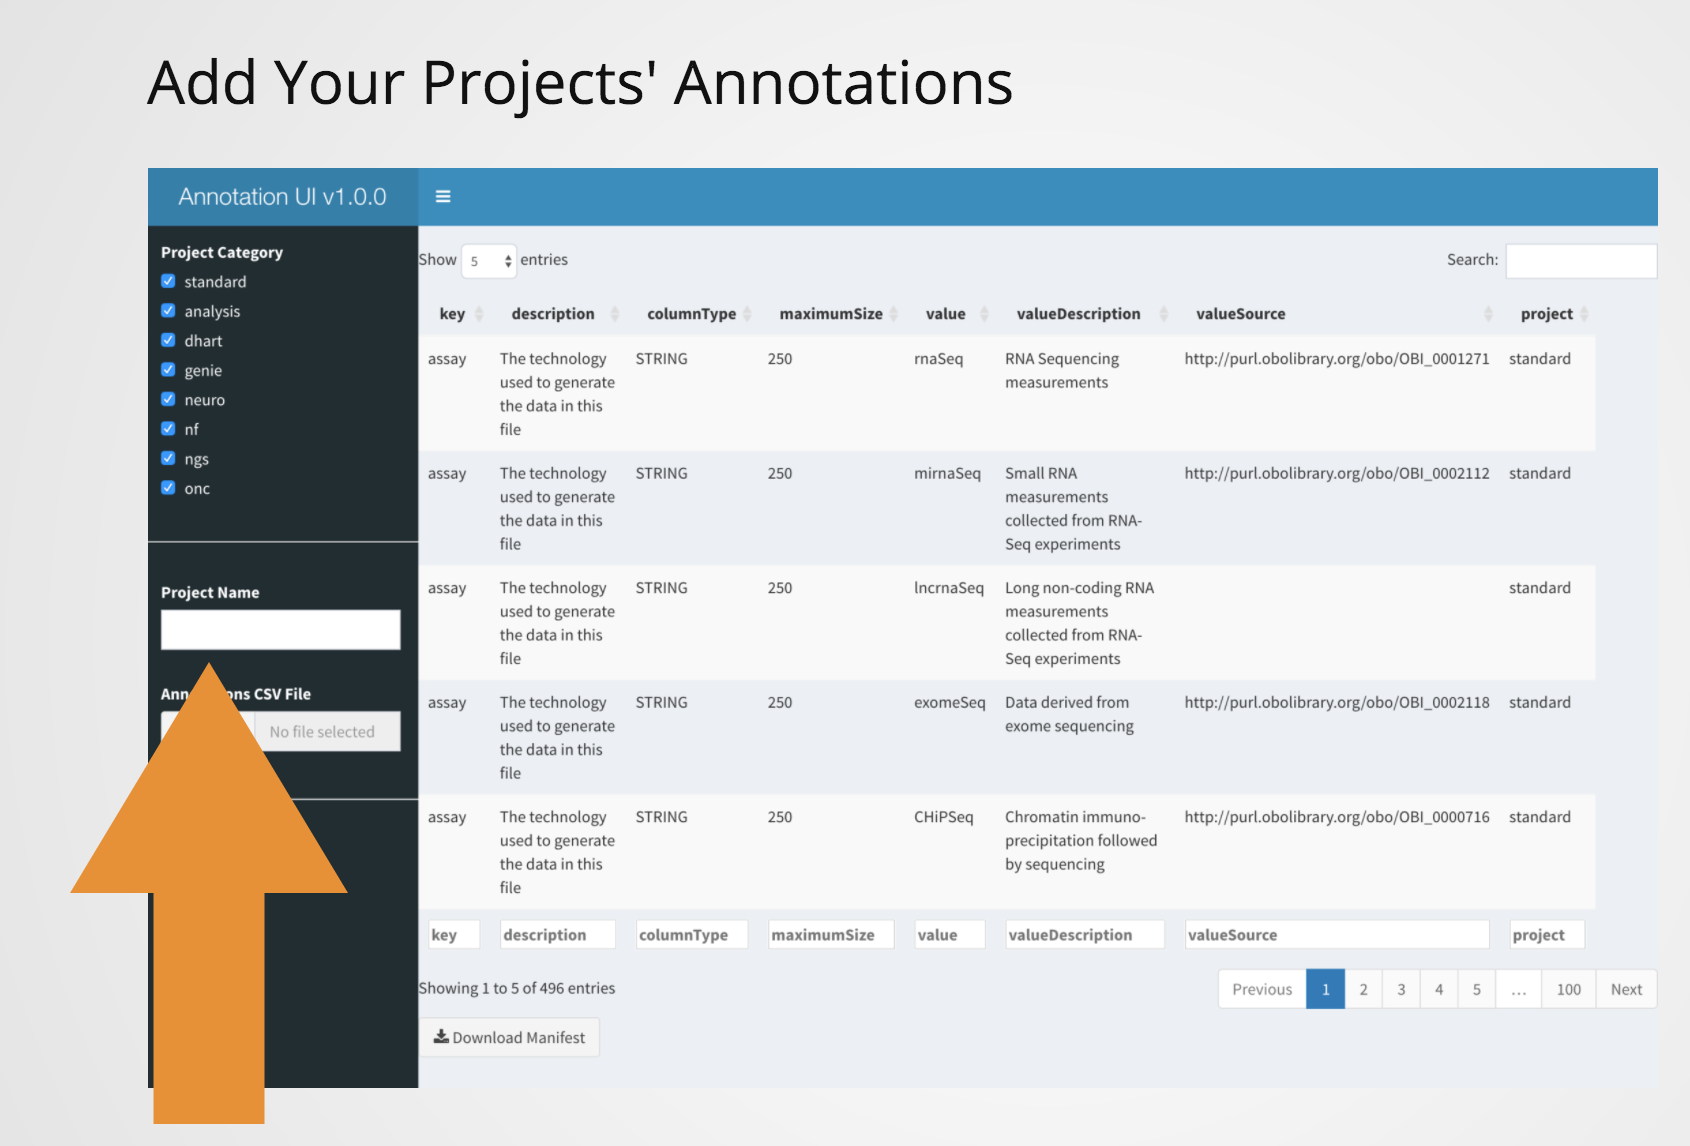 Add Your Projects' Annotations
Annotation UI v1.0.0
Project Category
standard
analysis
dhart
genie
neuro
nf
ngs
onc
Project Name
CSV File
No file selected
Show 5 entries
Search:
key description columnType maximumSize value valueDescription valueSource project
assay The technology STRING 250 rnaSeq RNA Sequencing http://purl.obolibrary.org/obo/OBI_0001271 standard
used to generate measurements
the data in this
file
assay The technology STRING 250 mirnaSeq Small RNA http://purl.obolibrary.org/obo/OBI_0002112 standard
used to generate measurements
the data in this collected from RNA-
file Seq experiments
assay The technology STRING 250 lncrnaSeq Long non-coding RNA standard
used to generate measurements
the data in this collected from RNA-
file Seq experiments
assay The technology STRING 250 exomeSeq Data derived from http://purl.obolibrary.org/obo/OBI_0002118 standard
used to generate exome sequencing
the data in this
file
assay The technology STRING 250 CHiPSeq Chromatin immuno- http://purl.obolibrary.org/obo/OBI_0000716 standard
used to generate precipitation followed
the data in this by sequencing
file
key description columnType maximumSize value valueDescription valueSource project
Showing 1 to 5 of 496 entries
Previous 1 2 3 4 5 ... 100 Next
Download Manifest